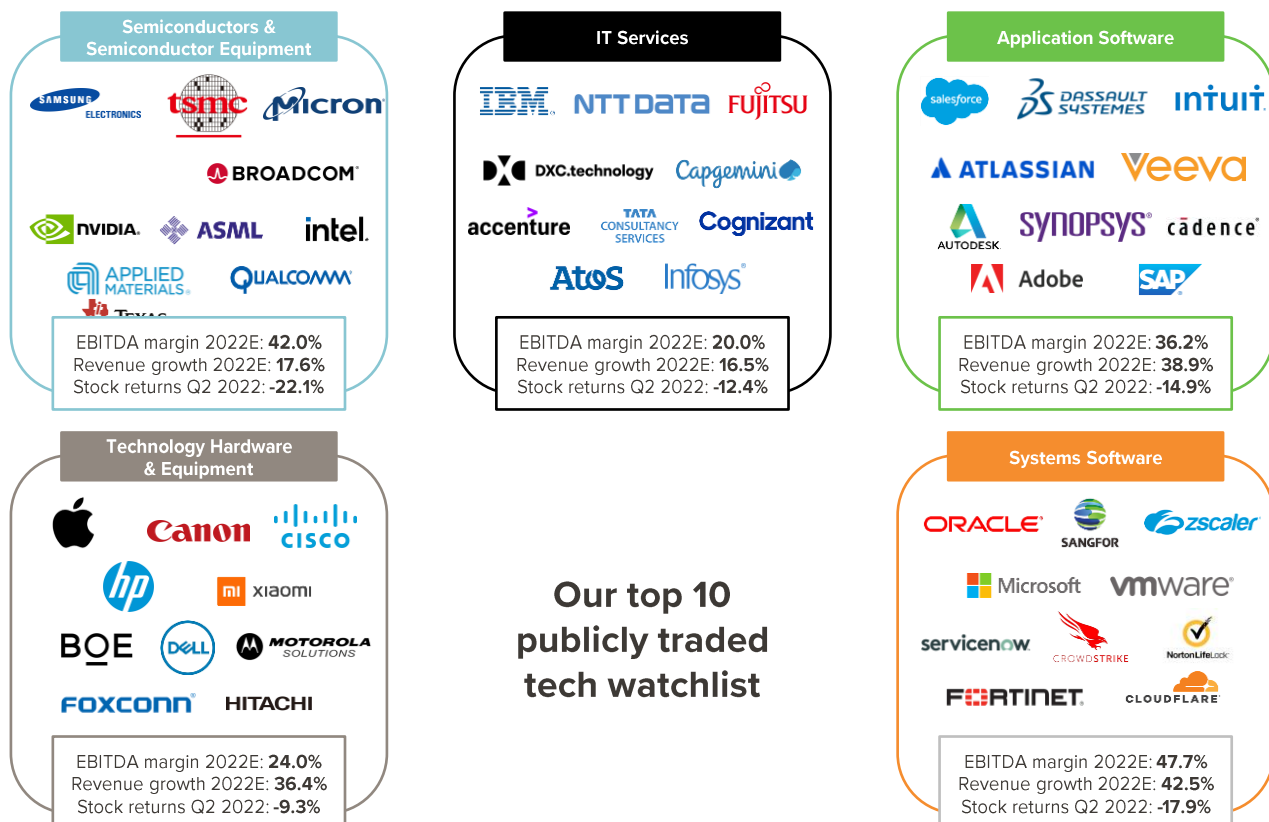 Semiconductors &
Semiconductor Equipment
SAMSUNG
ELECTRONICS
tsmc
Micron
BROADCOM
NVIDIA.
ASML
intel.
APPLIED
MATERIALS
QUALCOMM
EBITDA margin 2022E: 42.0%
Revenue growth 2022E: 17.6%
Stock returns Q2 2022: -22.1%
IT Services
IBM
NTT DATA
FUJITSU
DXC.technology
Capgemini
accenture
TATA
CONSULTANCY
SERVICES
Cognizant
Atos
Infosys
EBITDA margin 2022E: 20.0%
Revenue growth 2022E: 16.5%
Stock returns Q2 2022: -12.4%
Application Software
salesforce
DASSAULT
SYSTEMES
intuit
ATLASSIAN
Veeva
AUTODESK
SYNOPSYS
cādence
Adobe
SAP
EBITDA margin 2022E: 36.2%
Revenue growth 2022E: 38.9%
Stock returns Q2 2022: -14.9%
Technology Hardware
& Equipment
Canon
CISCO
hp
mi xiaomi
BOE
DELL
MOTOROLA
SOLUTIONS
FOXCONN
HITACHI
EBITDA margin 2022E: 24.0%
Revenue growth 2022E: 36.4%
Stock returns Q2 2022: -9.3%
Our top 10
publicly traded
tech watchlist
Systems Software
ORACLE
SANGFOR
zscaler
Microsoft
vmware
servicenow
CROWDSTRIKE
NortonLifeLock
FORTINET
CLOUDFLARE
EBITDA margin 2022E: 47.7%
Revenue growth 2022E: 42.5%
Stock returns Q2 2022: -17.9%